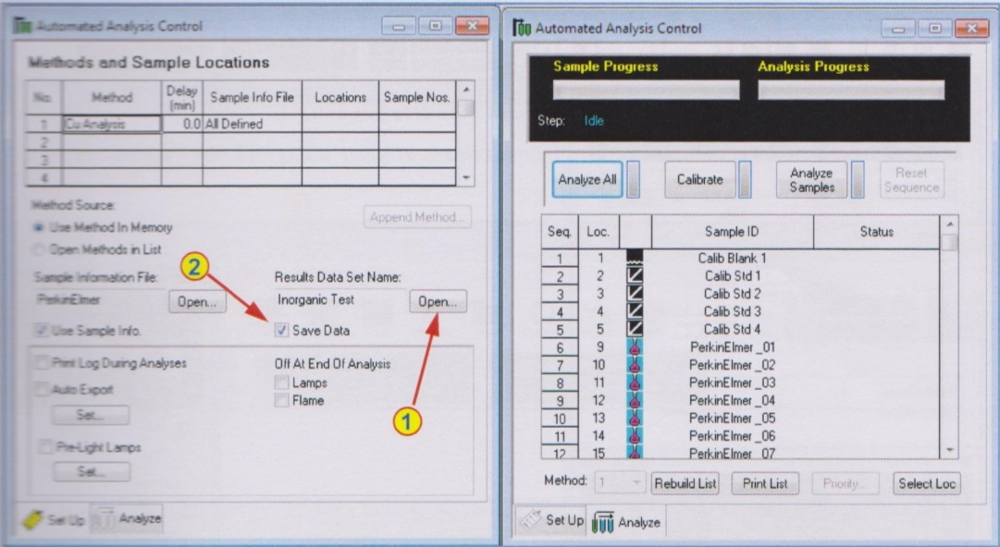 Automated Analysis Control
Methods and Sample Locations
No. Method Delay (min) Sample Info File Locations Sample Nos.
1 Cu Analysis 0.0 All Defined
2
3
4
Method Source:
Use Method In Memory
Append Method...
Open Methods in List
2
Sample Information File: Results Data Set Name:
PerkinElmer Open... Inorganic Test Open...
Use Sample Info. Save Data
Print Log During Analyses Off At End Of Analysis
Auto Export Lamps
Flame
Set...
1
Pre-Light Lamps
Set...
Set Up Analyze
Automated Analysis Control
Sample Progress Analysis Progress
Step: Idle
Analyze All Calibrate Analyze Samples Reset Sequence
Seq. Loc. Sample ID Status
1 1 Calib Blank 1
2 2 Calib Std 1
3 3 Calib Std 2
4 4 Calib Std 3
5 5 Calib Std 4
6 9 PerkinElmer _01
7 10 PerkinElmer _02
8 11 PerkinElmer _03
9 12 PerkinElmer _04
10 13 PerkinElmer _05
11 14 PerkinElmer _06
12 15 PerkinElmer _07
Method: 1 Rebuild List Print List Priority... Select Loc
Set Up Analyze